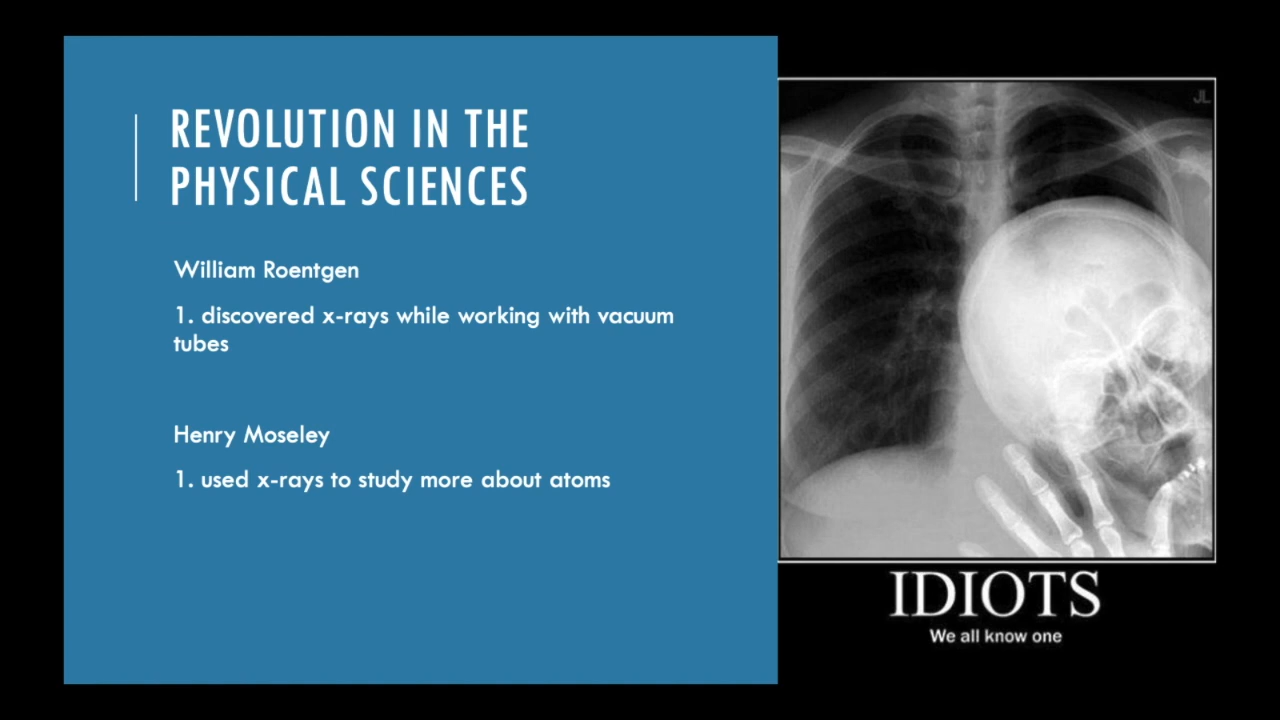 REVOLUTION IN THE
PHYSICAL SCIENCES
William Roentgen
1. discovered x-rays while working with vacuum
tubes
Henry Moseley
1. used x-rays to study more about atoms
JL
IDIOTS
We all know one